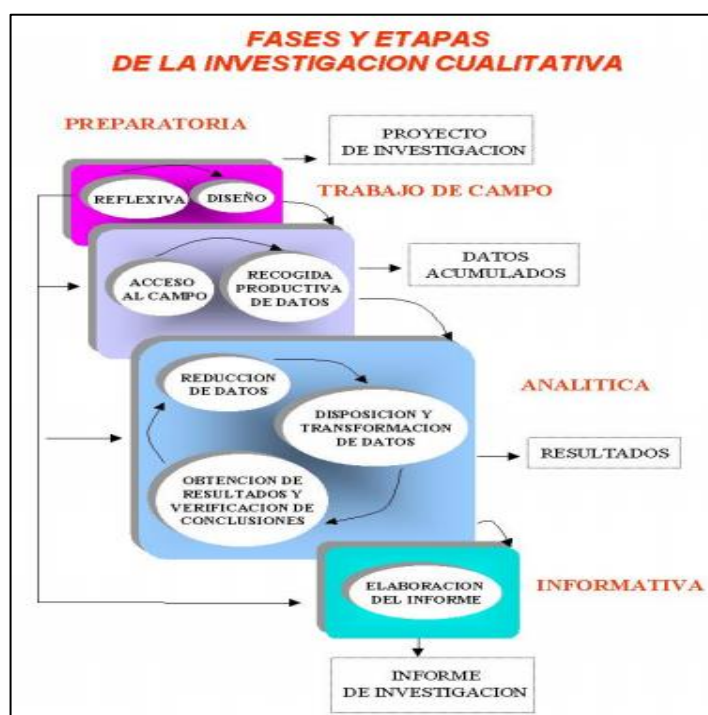 FASES Y ETAPAS
DE LA INVESTIGACION CUALITATIVA
PREPARATORIA
PROYECTO
DE INVESTIGACION
REFLEXIVA
DISEÑO
TRABAJO DE CAMPO
ACCESO
AL CAMPO
RECOGIDA
PRODUCTIVA
DE DATOS
DATOS
ACUMULADOS
REDUCCION
DE DATOS
ANALITICA
DISPOSICION Y
TRANSFORMACION
DE DATOS
RESULTADOS
OBTENCION DE
RESULTADOS Y
VERIFICACION DE
CONCLUSIONES
ELABORACION
DEL INFORME
INFORMATIVA
INFORME
DE INVESTIGACION